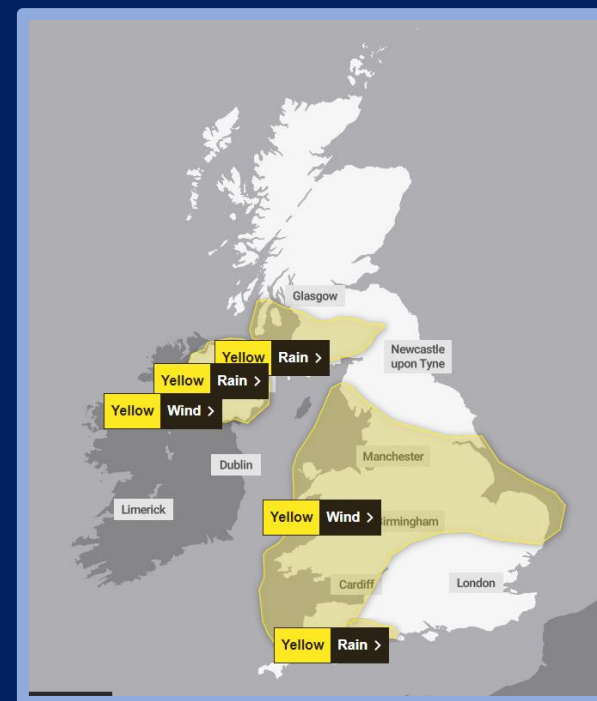 Glasgow
Newcastle
upon Tyne
Yellow Rain >
Yellow Rain >
Yellow Wind >
Manchester
Dublin
Limerick
Yellow Wind >
Birmingham
Cardiff
London
Yellow Rain >